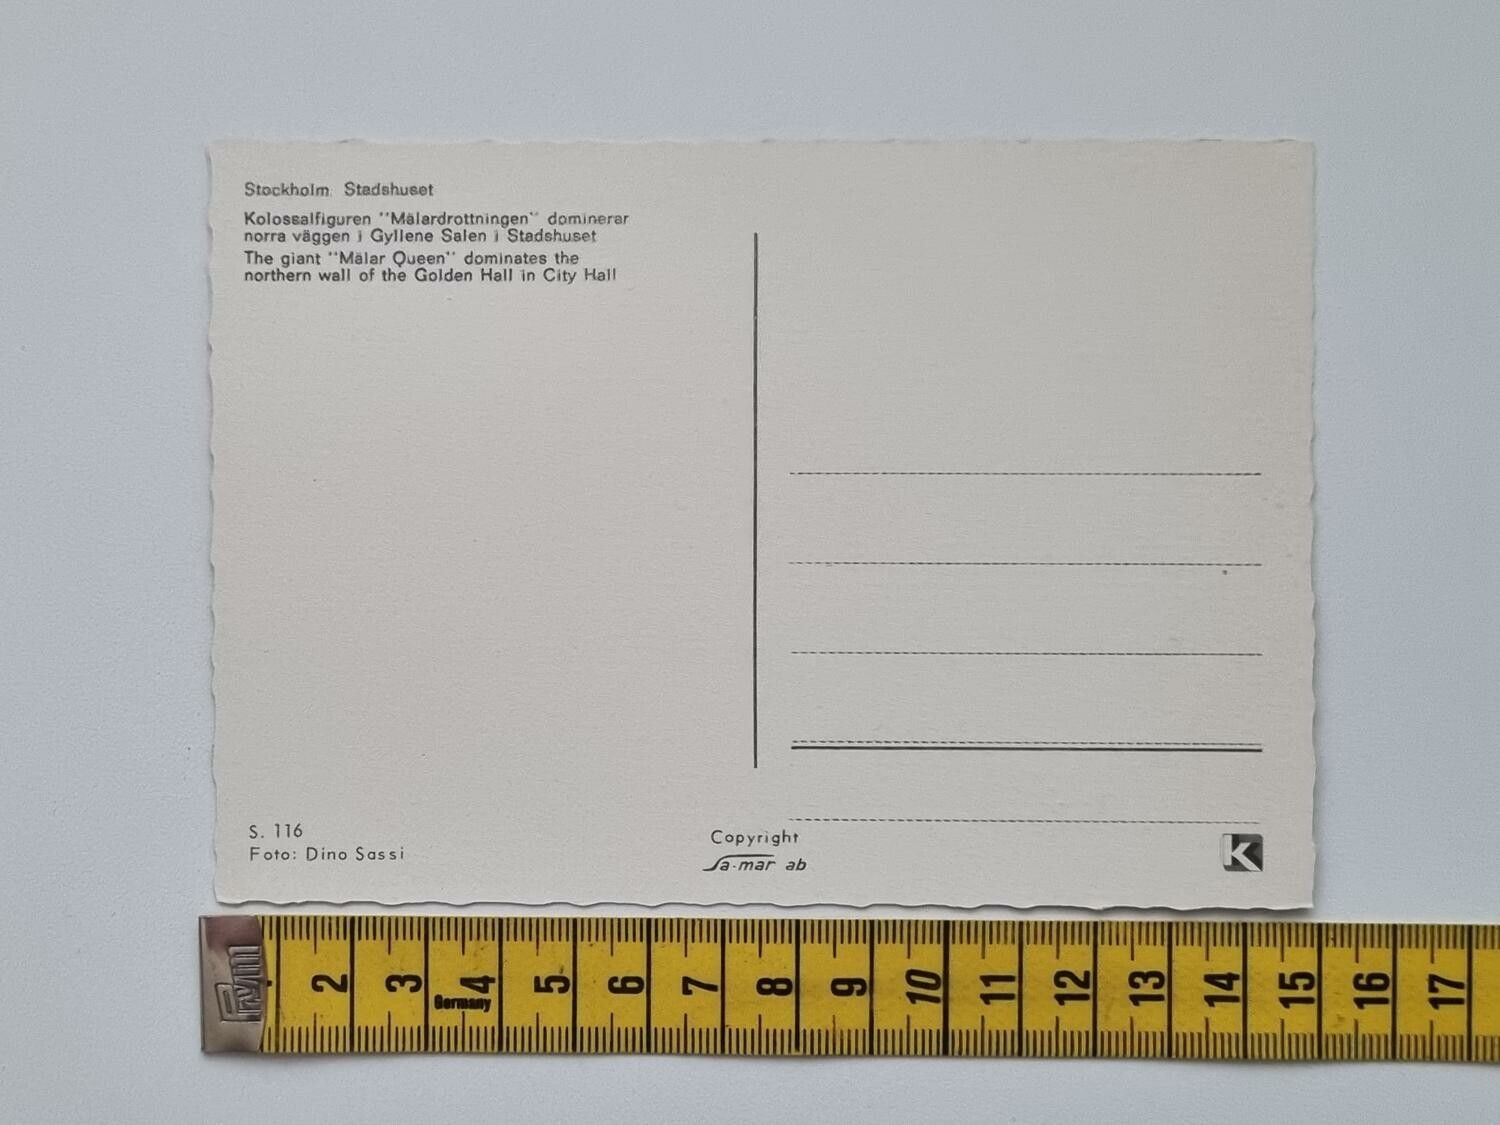 Stockholm. Stadshuset
Kolossalfiguren "Mälardrottningen" dominerar
norra väggen i Gyllene Salen i Stadshuset
The giant "Mälar Queen" dominates the
northern wall of the Golden Hall in City Hall
S. 116
Foto: Dino Sassi
Copyright
Sa-mar ab
K
Prym
2 3 4 5 6 7 8 9 10 11 12 13 14 15 16 17
Germany